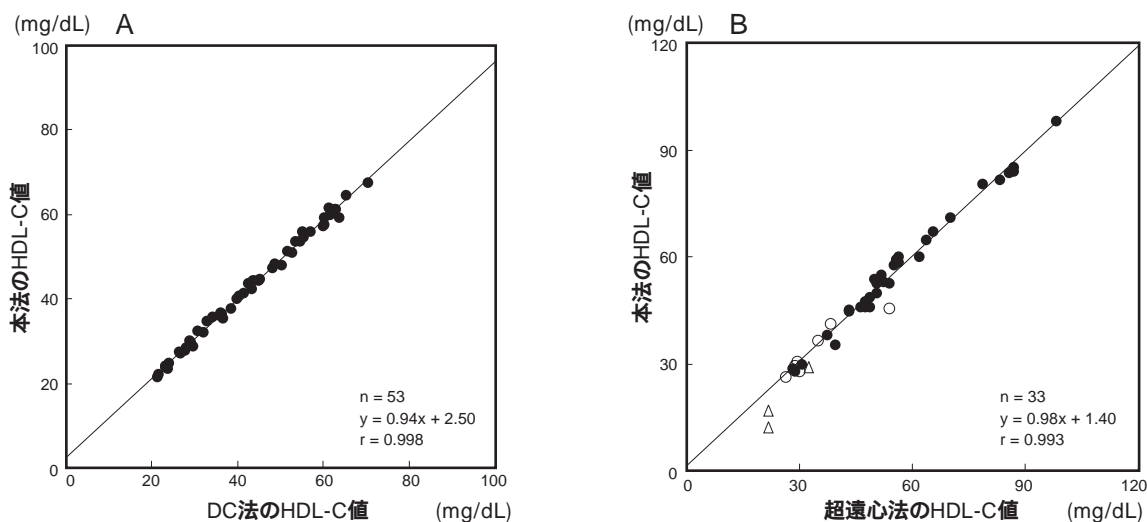 (mg/dL) A
100
80
60
40
20
0
本法のHDL-C値
n = 53
y = 0.94x + 2.50
r = 0.998
0 20 40 60 80 100
DC法のHDL-C値 (mg/dL)
(mg/dL) B
120
90
60
30
0
本法のHDL-C値
n = 33
y = 0.98x + 1.40
r = 0.993
0 30 60 90 120
超遠心法のHDL-C値 (mg/dL)